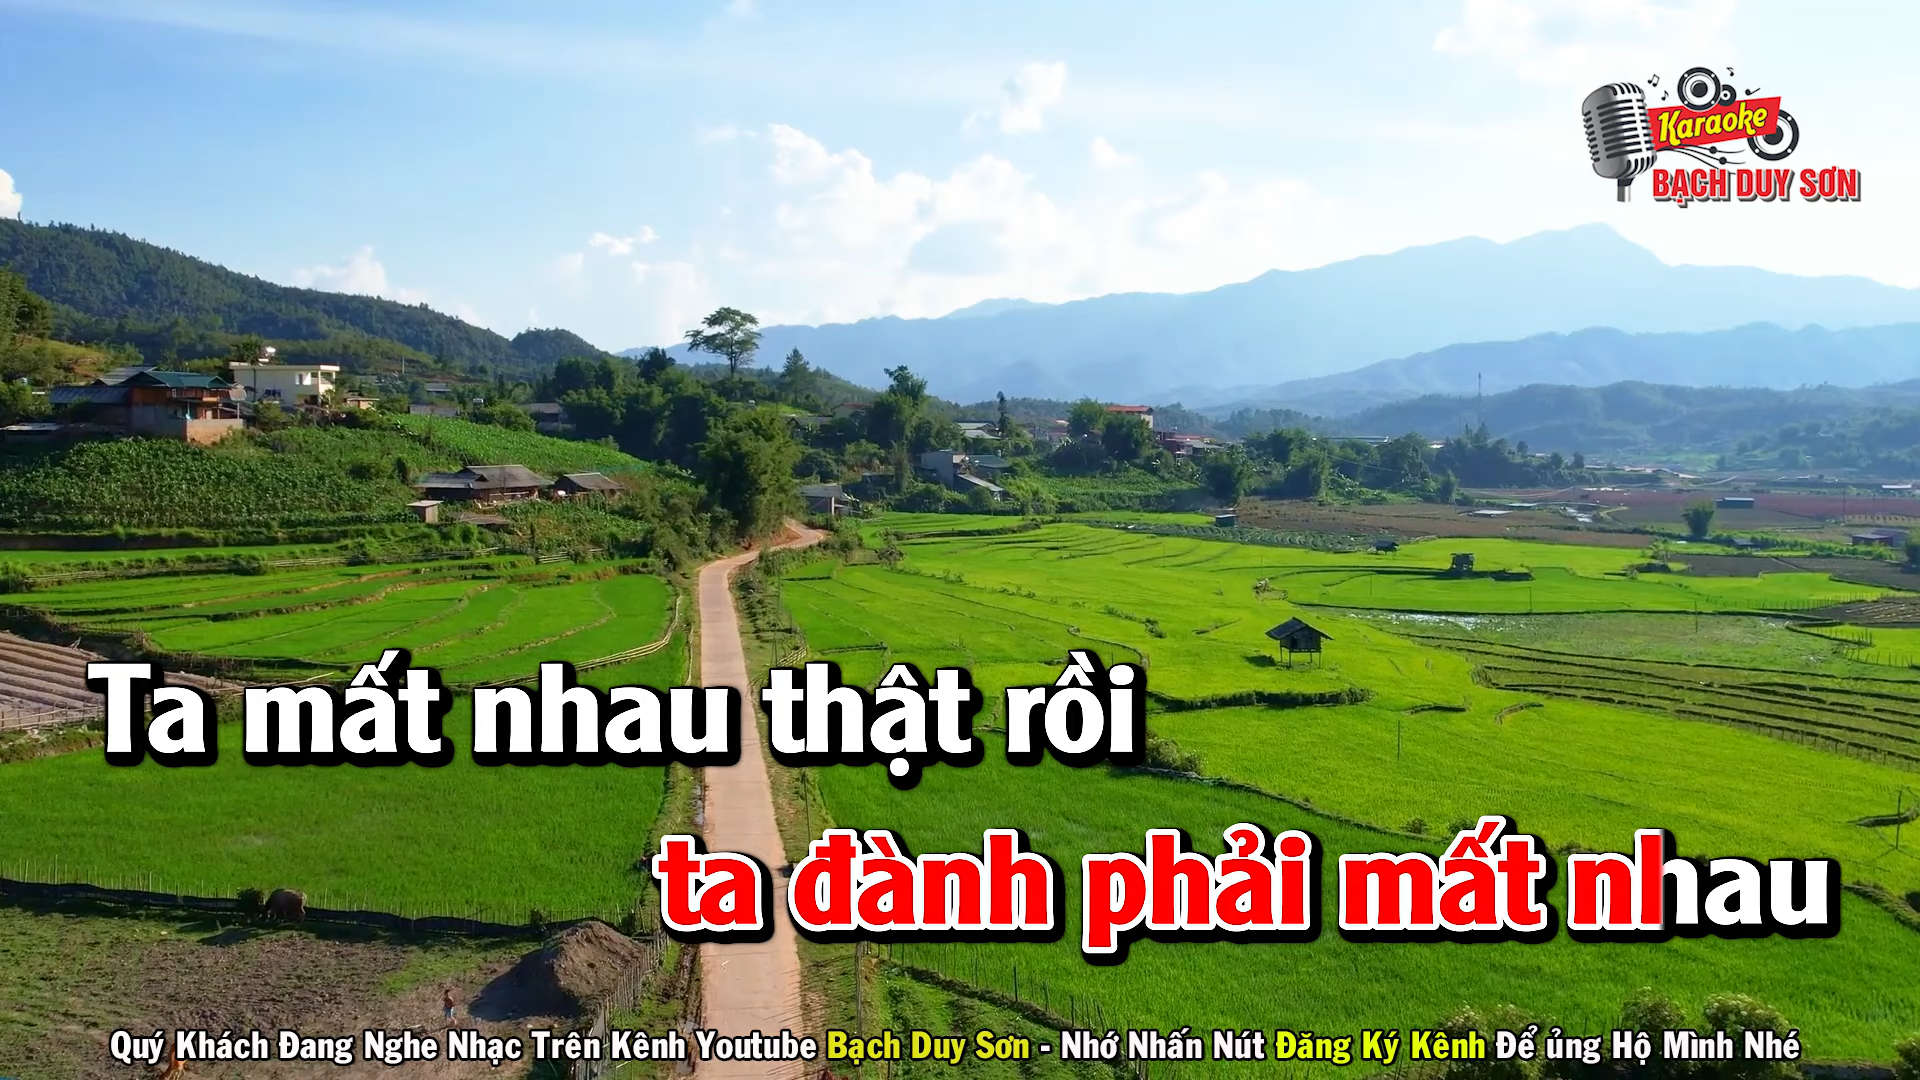 Karaoke
BẠCH DUY SƠN
Ta mất nhau thật rồi
ta đành phải mất nhau
Quý Khách Đang Nghe Nhạc Trên Kênh Youtube Bạch Duy Sơn - Nhớ Nhấn Nút Đăng Ký Kênh Để ủng Hộ Mình Nhé